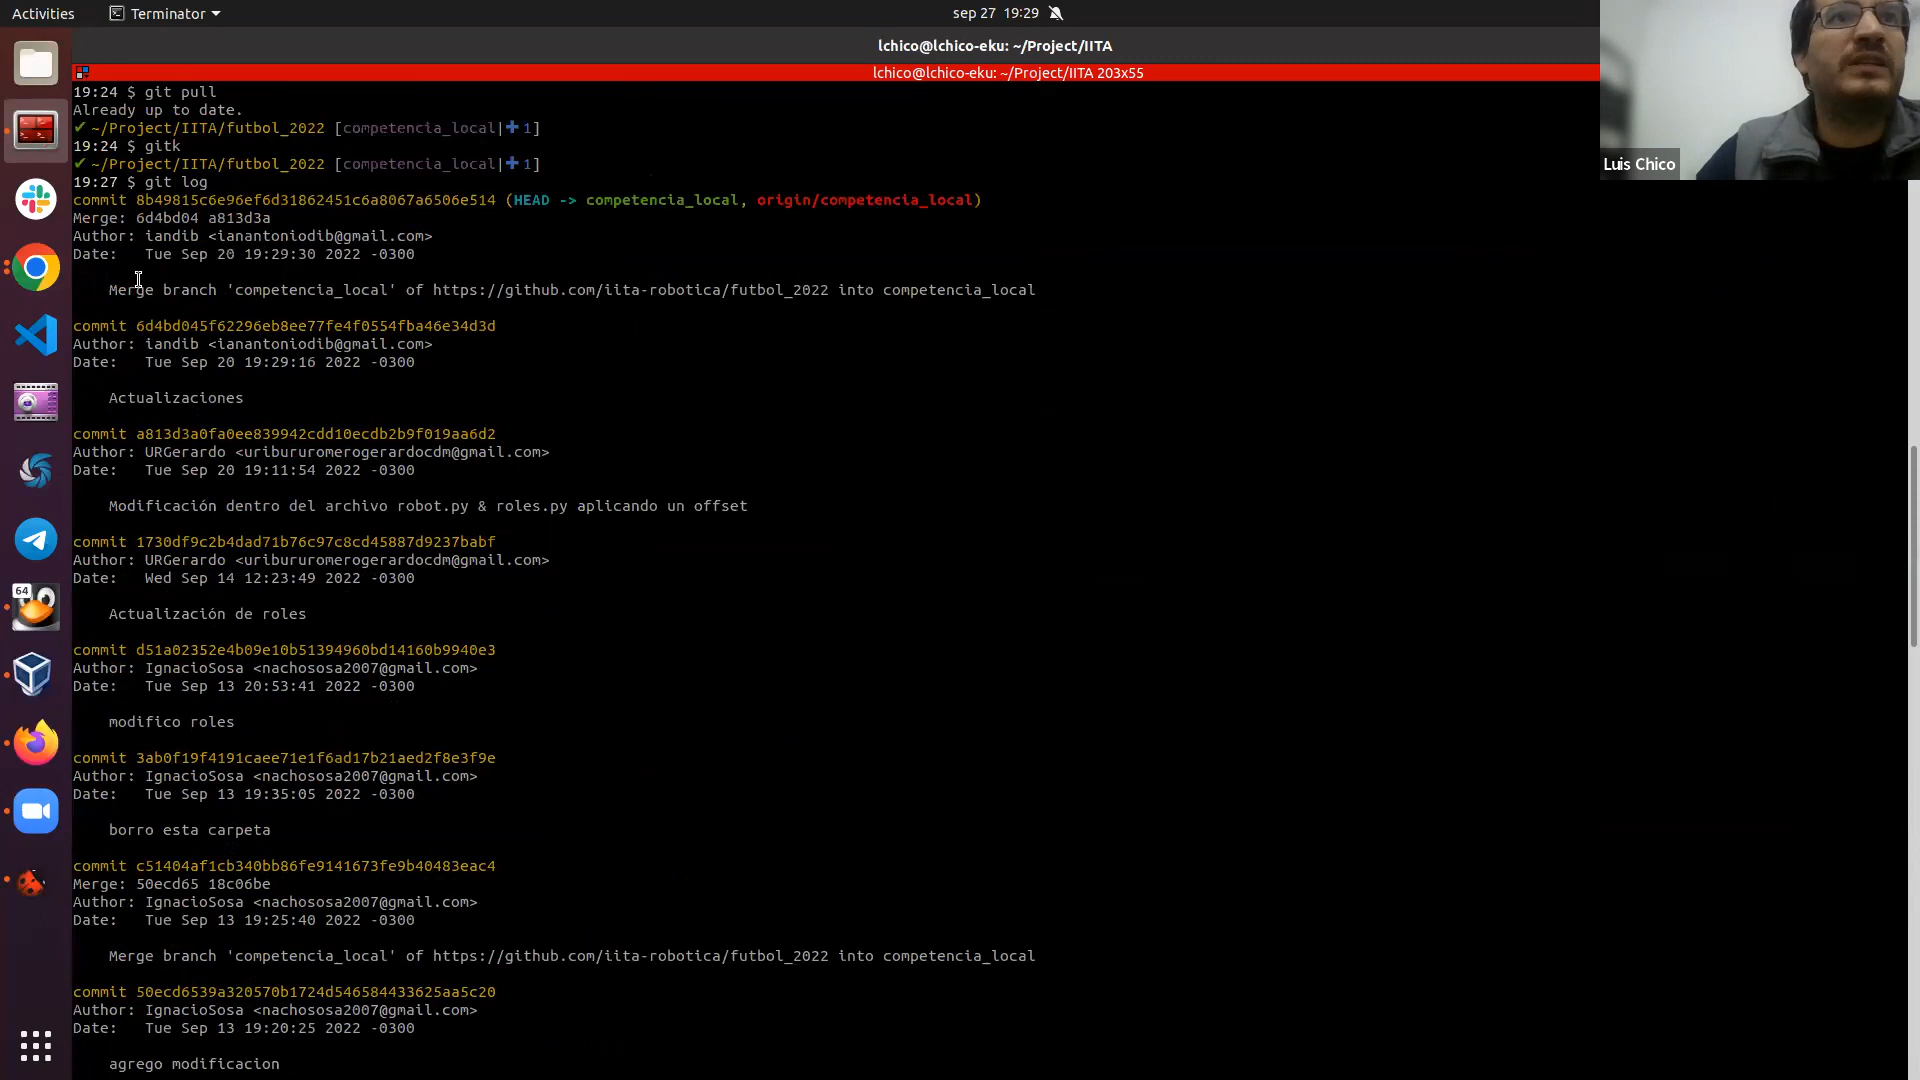 Activities
Terminator
sep 27 19:29
lchico@lchico-eku: ~/Project/IITA
lchico@lchico-eku: ~/Project/IITA 203x55
19:24 $ git pull
Already up to date.
✔ ~/Project/IITA/futbol_2022 [competencia_local|✚ 1]
19:24 $ gitk
✔ ~/Project/IITA/futbol_2022 [competencia_local|✚ 1]
19:27 $ git log
commit 8b49815c6e96ef6d31862451c6a8067a6506e514 (HEAD -> competencia_local, origin/competencia_local)
Merge: 6d4bd04 a813d3a
Author: iandib <ianantoniodib@gmail.com>
Date:   Tue Sep 20 19:29:30 2022 -0300
Merge branch 'competencia_local' of https://github.com/iita-robotica/futbol_2022 into competencia_local
commit 6d4bd045f62296eb8ee77fe4f0554fba46e34d3d
Author: iandib <ianantoniodib@gmail.com>
Date:   Tue Sep 20 19:29:16 2022 -0300
Actualizaciones
commit a813d3a0fa0ee839942cdd10ecdb2b9f019aa6d2
Author: URGerardo <uribururomerogerardocdm@gmail.com>
Date:   Tue Sep 20 19:11:54 2022 -0300
Modificación dentro del archivo robot.py & roles.py aplicando un offset
commit 1730df9c2b4dad71b76c97c8cd45887d9237babf
Author: URGerardo <uribururomerogerardocdm@gmail.com>
Date:   Wed Sep 14 12:23:49 2022 -0300
Actualización de roles
commit d51a02352e4b09e10b51394960bd14160b9940e3
Author: IgnacioSosa <nachososa2007@gmail.com>
Date:   Tue Sep 13 20:53:41 2022 -0300
modifico roles
commit 3ab0f19f4191caee71e1f6ad17b21aed2f8e3f9e
Author: IgnacioSosa <nachososa2007@gmail.com>
Date:   Tue Sep 13 19:35:05 2022 -0300
borro esta carpeta
commit c51404af1cb340bb86fe9141673fe9b40483eac4
Merge: 50ecd65 18c06be
Author: IgnacioSosa <nachososa2007@gmail.com>
Date:   Tue Sep 13 19:25:40 2022 -0300
Merge branch 'competencia_local' of https://github.com/iita-robotica/futbol_2022 into competencia_local
commit 50ecd6539a320570b1724d546584433625aa5c20
Author: IgnacioSosa <nachososa2007@gmail.com>
Date:   Tue Sep 13 19:20:25 2022 -0300
agrego modificacion
Luis Chico
64